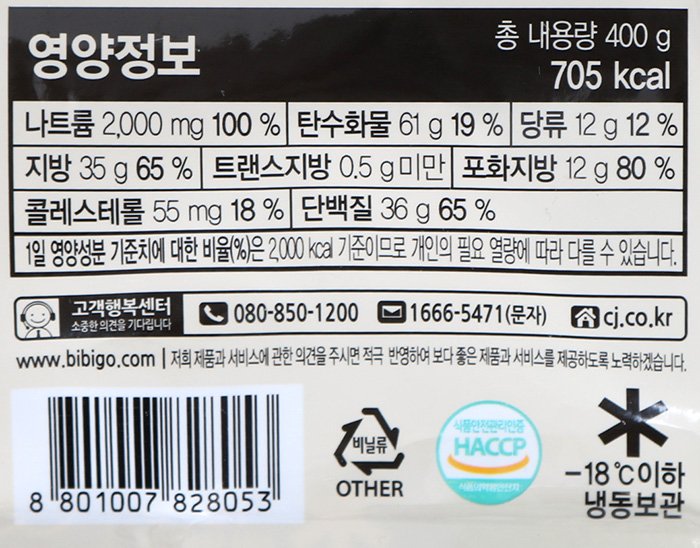 영양정보
총 내용량 400 g
705 kcal
나트륨 2,000 mg 100 % 탄수화물 61 g 19 % 당류 12 g 12 %
지방 35 g 65 % 트랜스지방 0.5 g미만 포화지방 12 g 80 %
콜레스테롤 55 mg 18 % 단백질 36 g 65 %
1일 영양성분 기준치에 대한 비율(%)은 2,000 kcal 기준이므로 개인의 필요 열량에 따라 다를 수 있습니다.
고객행복센터
소중한 의견을 기다립니다
080-850-1200 1666-5471(문자) cj.co.kr
www.bibigo.com | 저희 제품과 서비스에 관한 의견을 주시면 적극 반영하여 보다 좋은 제품과 서비스를 제공하도록 노력하겠습니다.
8 801007 828053
비닐류
OTHER
식품안전관리인증
HACCP
식품의약품안전처
-18℃이하
냉동보관